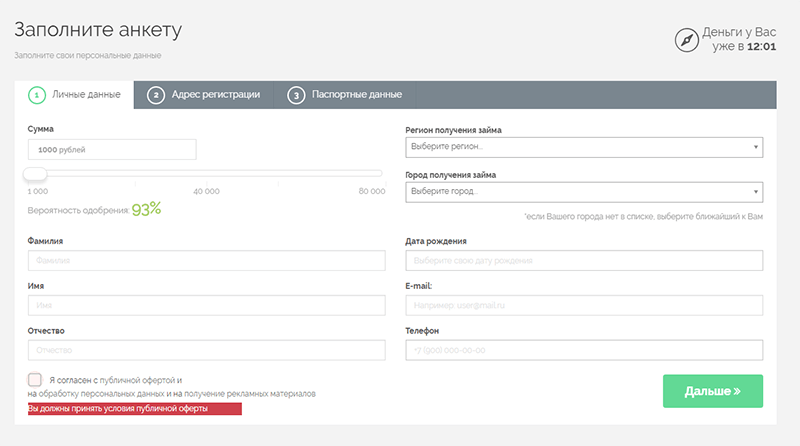 Заполните анкету
Заполните свои персональные данные
Деньги у Вас
уже в 12:01
1 Личные данные
2 Адрес регистрации
3 Паспортные данные
Сумма
1000 рублей
1 000 40 000 80 000
Вероятность одобрения: 93%
Регион получения займа
Выберите регион...
Город получения займа
Выберите город...
*если Вашего города нет в списке, выберите ближайший к Вам
Фамилия
Фамилия
Дата рождения
Выберите свою дату рождения
Имя
Имя
E-mail:
Например: user@mail.ru
Отчество
Отчество
Телефон
+7 (900) 000-00-00
Я согласен с публичной офертой и
на обработку персональных данных и на получение рекламных материалов
Вы должны принять условия публичной оферты
Дальше »